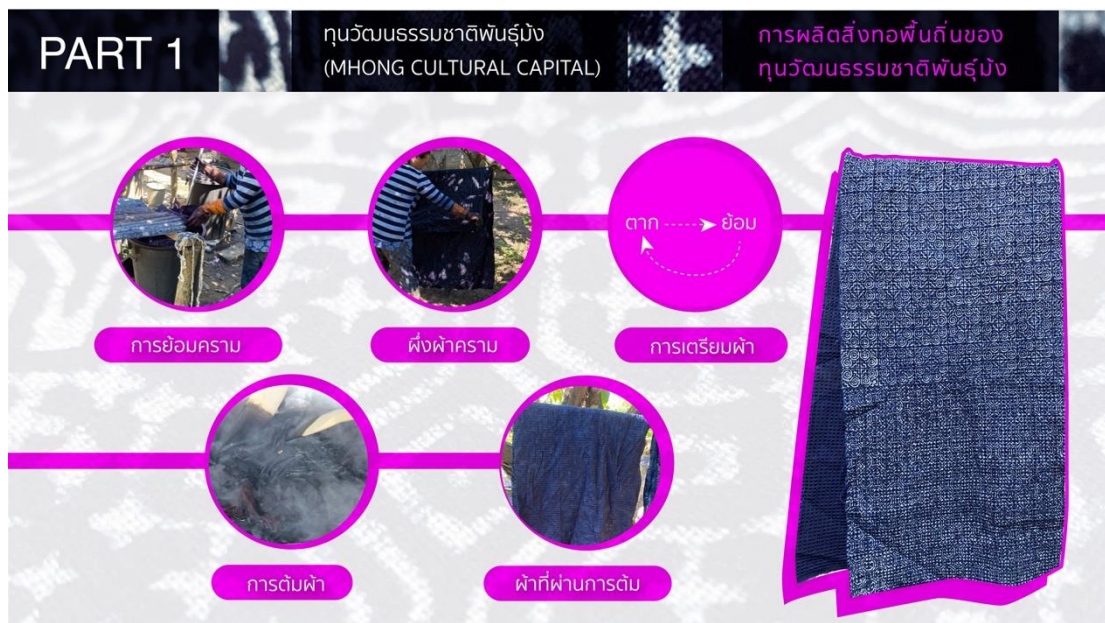 PART 1
ทุนวัฒนธรรมชาติพันธุ์ม้ง
(MHONG CULTURAL CAPITAL)
การผลิตสิ่งทอพื้นถิ่นของ
ทุนวัฒนธรรมชาติพันธุ์ม้ง
ตาก
ย้อม
การย้อมคราม
ผึ่งผ้าคราม
การเตรียมผ้า
การต้มผ้า
ผ้าที่ผ่านการต้ม